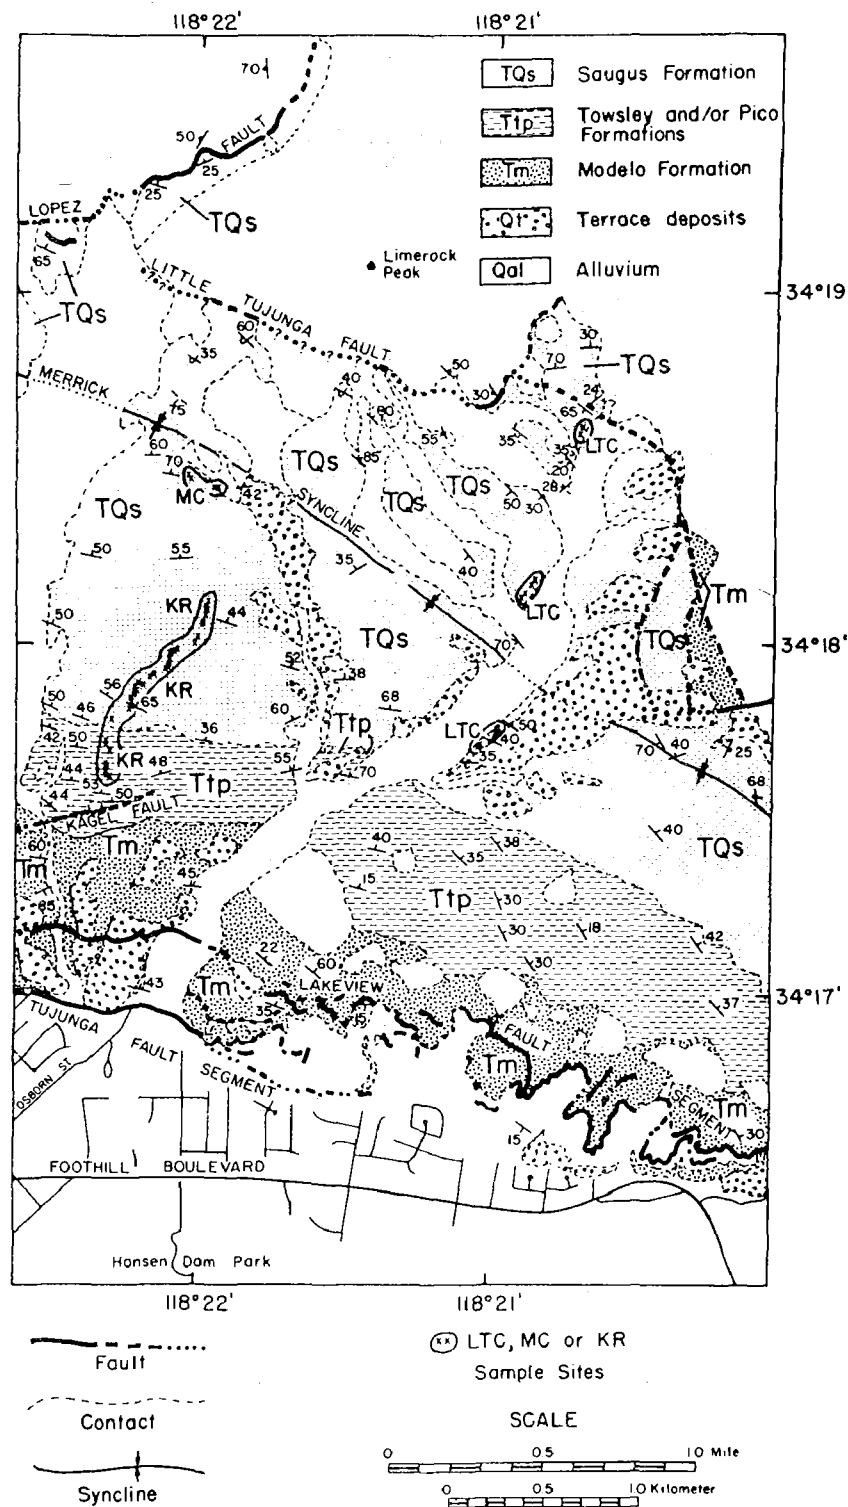 118°22'
118°21'
TQs Saugus Formation
Ttp Towsley and/or Pico
Formations
Tm Modelo Formation
Qt Terrace deposits
Qal Alluvium
70
50
FAULT
25
25
LOPEZ
TQs
65
TQs
Limerock
Peak
LITTLE TUJUNGA FAULT
34°19'
60
35
30
70
TQs
50
MERRICK
40
30
24
75
80
65
60
55
35
35
LTC
70
TQs
85
20
MC
42
TQs
TQs
28
TQs
SYNCLINE
50
30
50
55
35
40
KR
44
LTC
Tm
50
TQs
TQs
70
34°18'
52
56
KR
38
50
65
68
46
60
Ttp
LTC
50
42
50
36
40
70
40
25
KR
48
55
70
35
44
Ttp
68
53
44
50
KAGEL FAULT
40
38
40
TQs
60
Tm
35
Tm
45
15
Ttp
85
30
18
30
42
22
30
60
Tm
LAKEVIEW
43
37
34°17'
35
TUJUNGA
FAULT
FAULT
Tm
SEGMENT
SEGMENT
Tm
OSBORN ST.
30
15
FOOTHILL BOULEVARD
Hansen Dam Park
118°22'
118°21'
Fault
LTC, MC or KR
Sample Sites
Contact
SCALE
0 0.5 1.0 Mile
0 0.5 1.0 Kilometer
Syncline